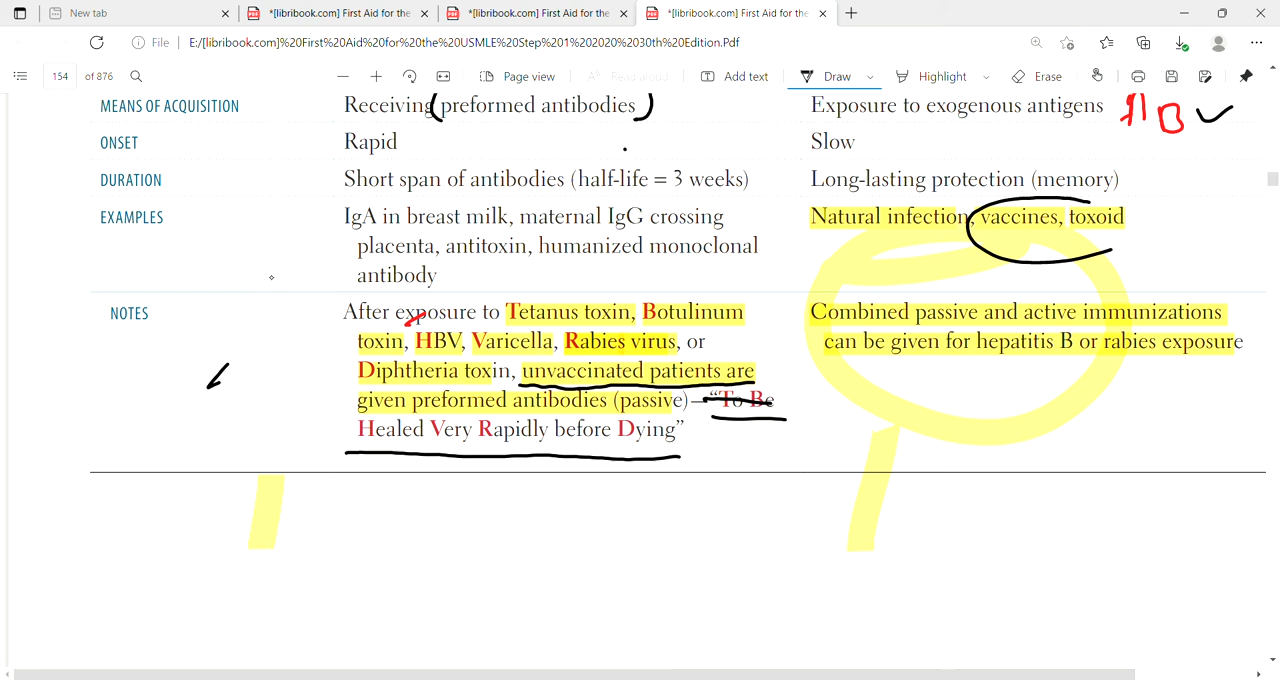 New tab
*[libribook.com] First Aid for the
*[libribook.com] First Aid for the
*[libribook.com] First Aid for the
File
E:/[libribook.com]%20First%20Aid%20for%20the%20USMLE%20Step%201%202020%2030th%20Edition.Pdf
154 of 876
Page view
Read aloud
Add text
Draw
Highlight
Erase
MEANS OF ACQUISITION
Receiving preformed antibodies
Exposure to exogenous antigens
HB
ONSET
Rapid
Slow
DURATION
Short span of antibodies (half-life = 3 weeks)
Long-lasting protection (memory)
EXAMPLES
IgA in breast milk, maternal IgG crossing
placenta, antitoxin, humanized monoclonal
antibody
Natural infection, vaccines, toxoid
NOTES
After exposure to Tetanus toxin, Botulinum
toxin, HBV, Varicella, Rabies virus, or
Diphtheria toxin, unvaccinated patients are
given preformed antibodies (passive)—“To Be
Healed Very Rapidly before Dying”
Combined passive and active immunizations
can be given for hepatitis B or rabies exposure